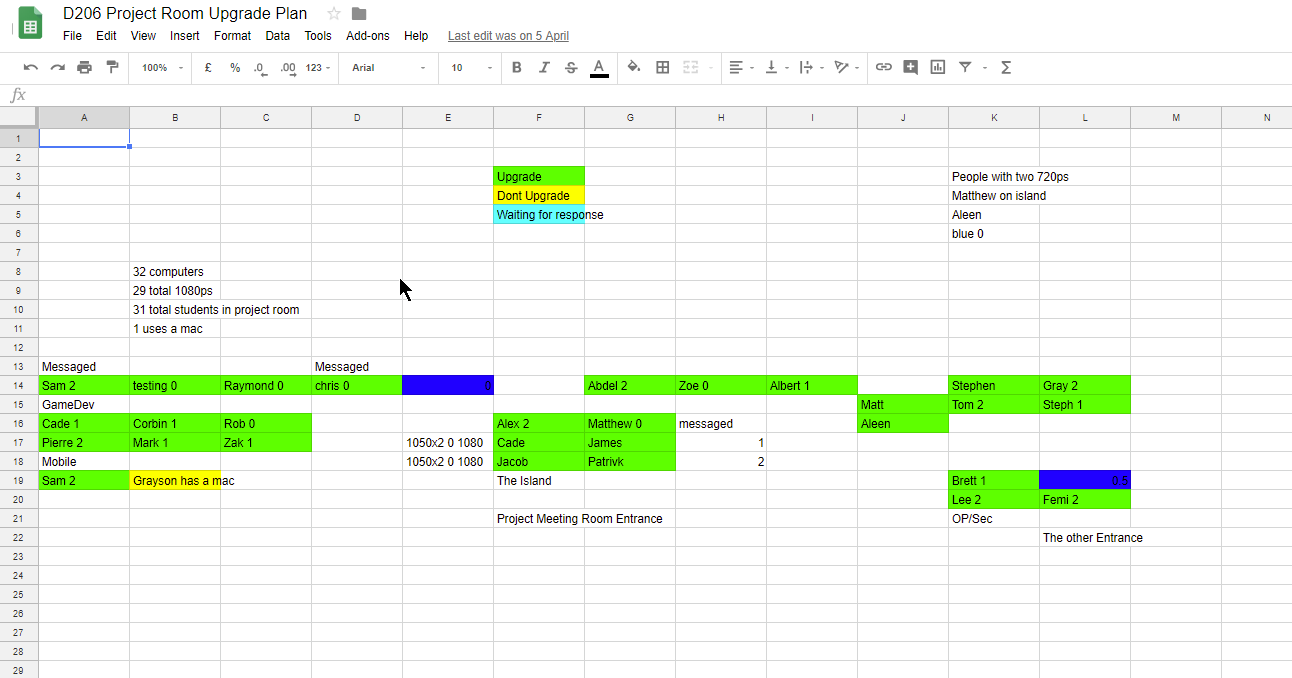 D206 Project Room Upgrade Plan
File Edit View Insert Format Data Tools Add-ons Help Last edit was on 5 April
100% £ % .0 .00 123 Arial 10 B I S A Σ
fx
A B C D E F G H I J K L M N
1
2
3 Upgrade People with two 720ps
4 Dont Upgrade Matthew on island
5 Waiting for response Aleen
6 blue 0
7
8 32 computers
9 29 total 1080ps
10 31 total students in project room
11 1 uses a mac
12
13 Messaged Messaged
14 Sam 2 testing 0 Raymond 0 chris 0 0 Abdel 2 Zoe 0 Albert 1 Stephen Gray 2
15 GameDev Matt Tom 2 Steph 1
16 Cade 1 Corbin 1 Rob 0 Alex 2 Matthew 0 messaged Aleen
17 Pierre 2 Mark 1 Zak 1 1050x2 0 1080 Cade James 1
18 Mobile 1050x2 0 1080 Jacob Patrivk 2
19 Sam 2 Grayson has a mac The Island Brett 1 0.5
20 Lee 2 Femi 2
21 Project Meeting Room Entrance OP/Sec
22 The other Entrance
23
24
25
26
27
28
29